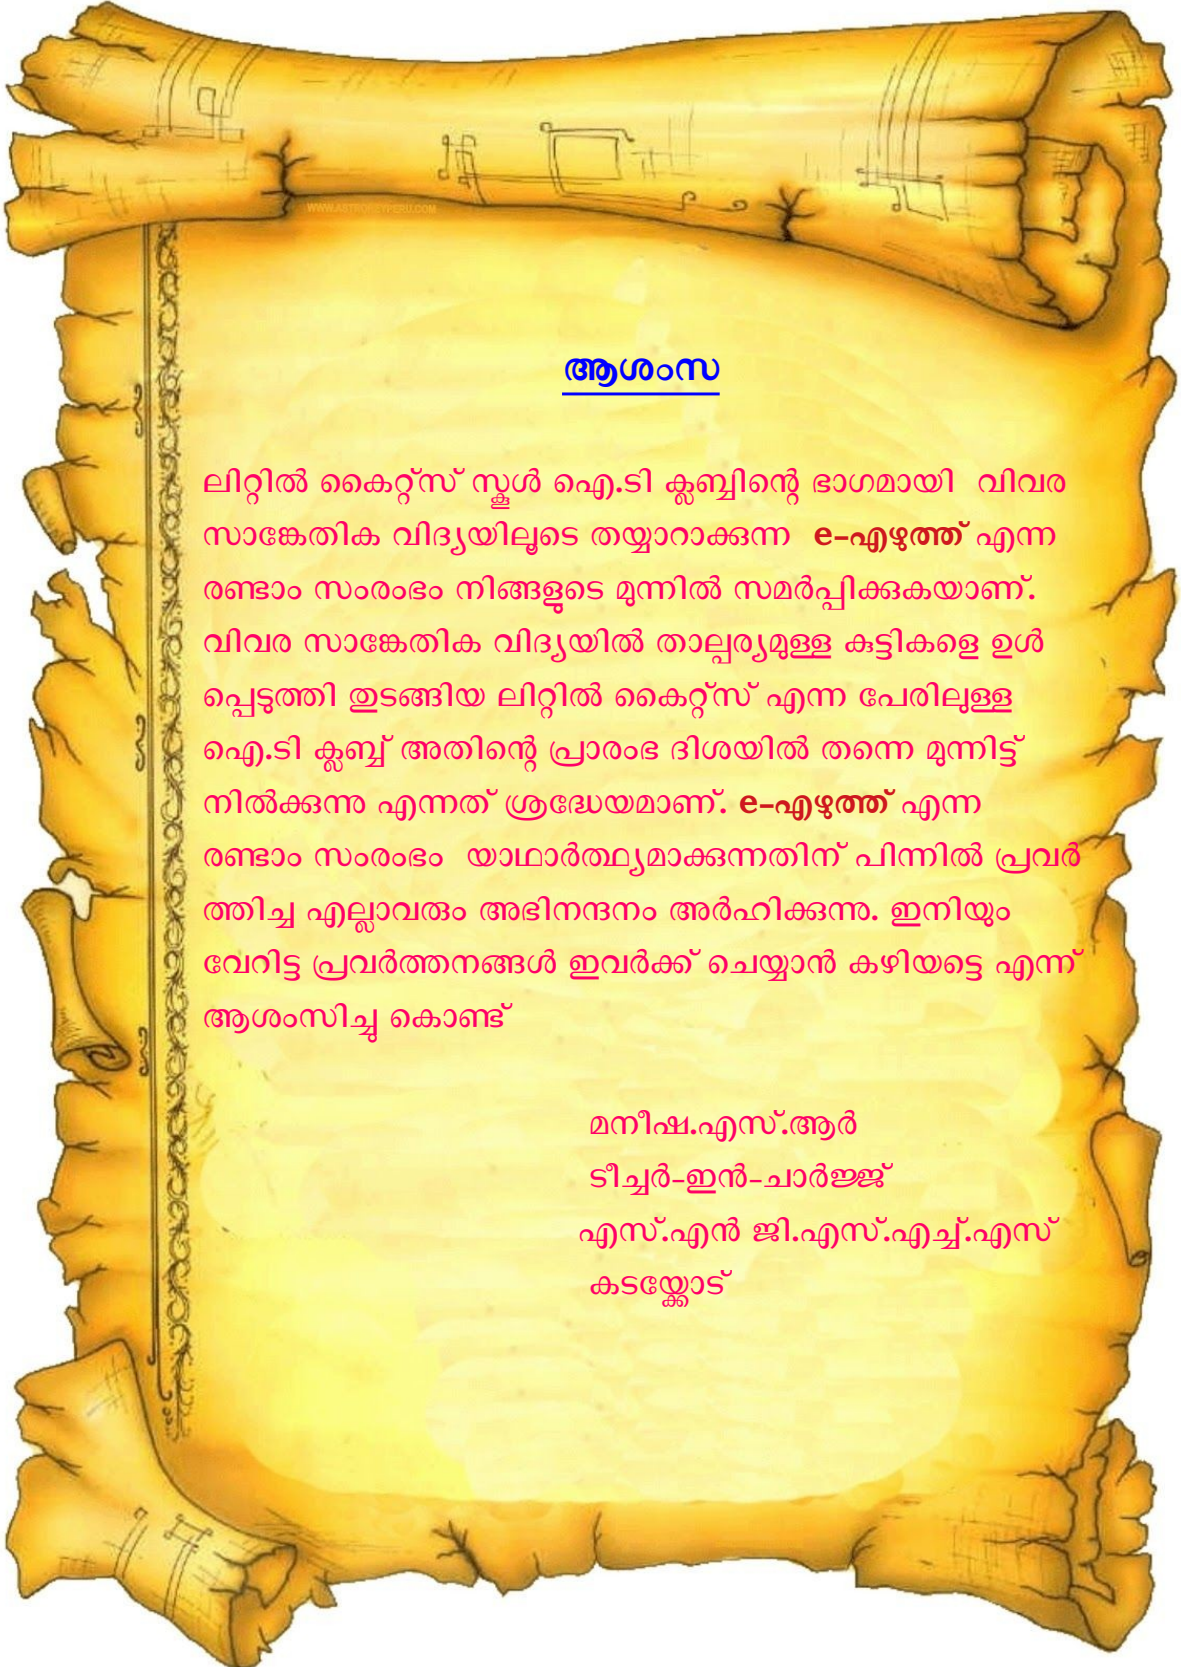 ആശംസ
ലിറ്റിൽ കൈറ്റ്സ് സ്കൂൾ ഐ.ടി ക്ലബ്ബിന്റെ ഭാഗമായി വിവര
സാങ്കേതിക വിദ്യയിലൂടെ തയ്യാറാക്കുന്ന e-എഴുത്ത് എന്ന
രണ്ടാം സംരംഭം നിങ്ങളുടെ മുന്നിൽ സമർപ്പിക്കുകയാണ്.
വിവര സാങ്കേതിക വിദ്യയിൽ താല്പര്യമുള്ള കുട്ടികളെ ഉൾ
പ്പെടുത്തി തുടങ്ങിയ ലിറ്റിൽ കൈറ്റ്സ് എന്ന പേരിലുള്ള
ഐ.ടി ക്ലബ്ബ് അതിന്റെ പ്രാരംഭ ദിശയിൽ തന്നെ മുന്നിട്ട്
നിൽക്കുന്നു എന്നത് ശ്രദ്ധേയമാണ്. e-എഴുത്ത് എന്ന
രണ്ടാം സംരംഭം യാഥാർത്ഥ്യമാക്കുന്നതിന് പിന്നിൽ പ്രവർ
ത്തിച്ച എല്ലാവരും അഭിനന്ദനം അർഹിക്കുന്നു. ഇനിയും
വേറിട്ട പ്രവർത്തനങ്ങൾ ഇവർക്ക് ചെയ്യാൻ കഴിയട്ടെ എന്ന്
ആശംസിച്ചു കൊണ്ട്
മനീഷ.എസ്.ആർ
ടീച്ചർ-ഇൻ-ചാർജ്ജ്
എസ്.എൻ ജി.എസ്.എച്ച്.എസ്
കടയ്ക്കോട്